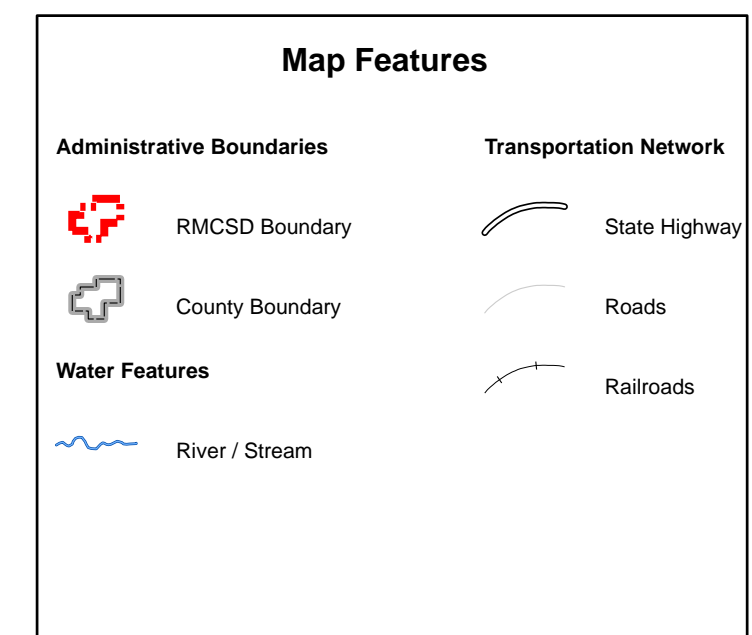 Map Features
Administrative Boundaries
RMCSD Boundary
County Boundary
Water Features
River / Stream
Transportation Network
State Highway
Roads
Railroads